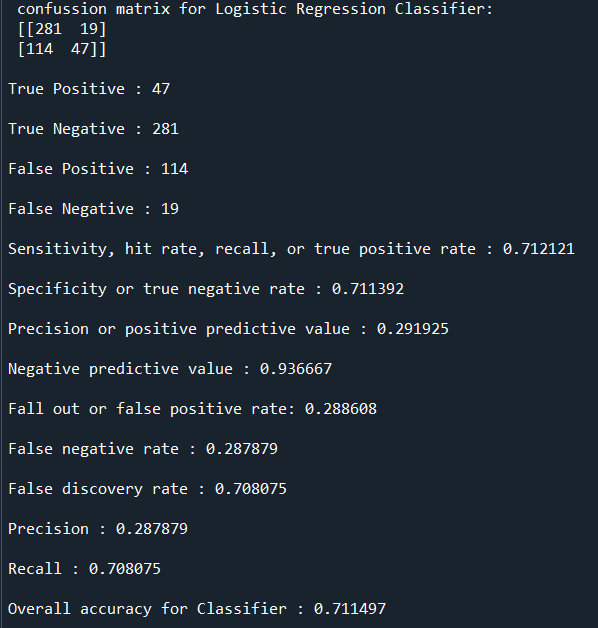 confussion matrix for Logistic Regression Classifier:
[[281  19]
[114  47]]
True Positive : 47
True Negative : 281
False Positive : 114
False Negative : 19
Sensitivity, hit rate, recall, or true positive rate : 0.712121
Specificity or true negative rate : 0.711392
Precision or positive predictive value : 0.291925
Negative predictive value : 0.936667
Fall out or false positive rate: 0.288608
False negative rate : 0.287879
False discovery rate : 0.708075
Precision : 0.287879
Recall : 0.708075
Overall accuracy for Classifier : 0.711497